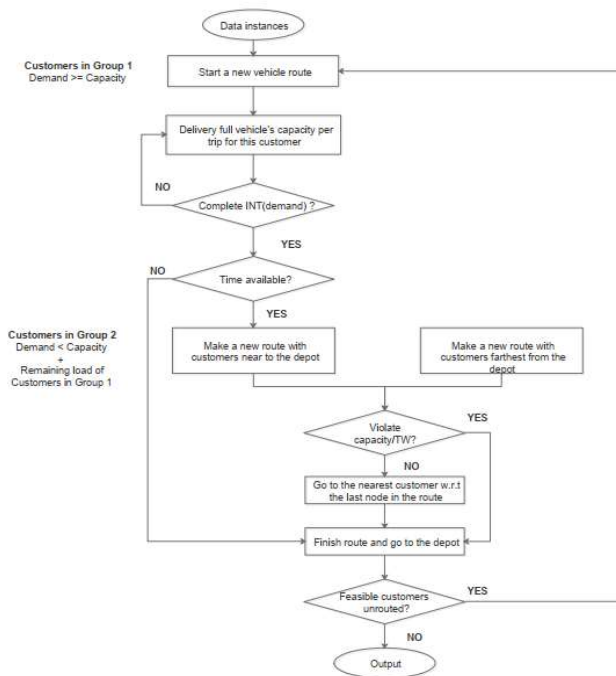 Data instances
Customers in Group 1
Demand >= Capacity
Start a new vehicle route
Delivery full vehicle's capacity per
trip for this customer
NO
Complete INT(demand) ?
YES
NO
Time available?
YES
Customers in Group 2
Demand < Capacity
+
Remaining load of
Customers in Group 1
Make a new route with
customers near to the depot
Make a new route with
customers farthest from the
depot
Violate
capacity/TW?
YES
NO
Go to the nearest customer w.r.t
the last node in the route
Finish route and go to the depot
Feasible customers
unrouted?
YES
NO
Output